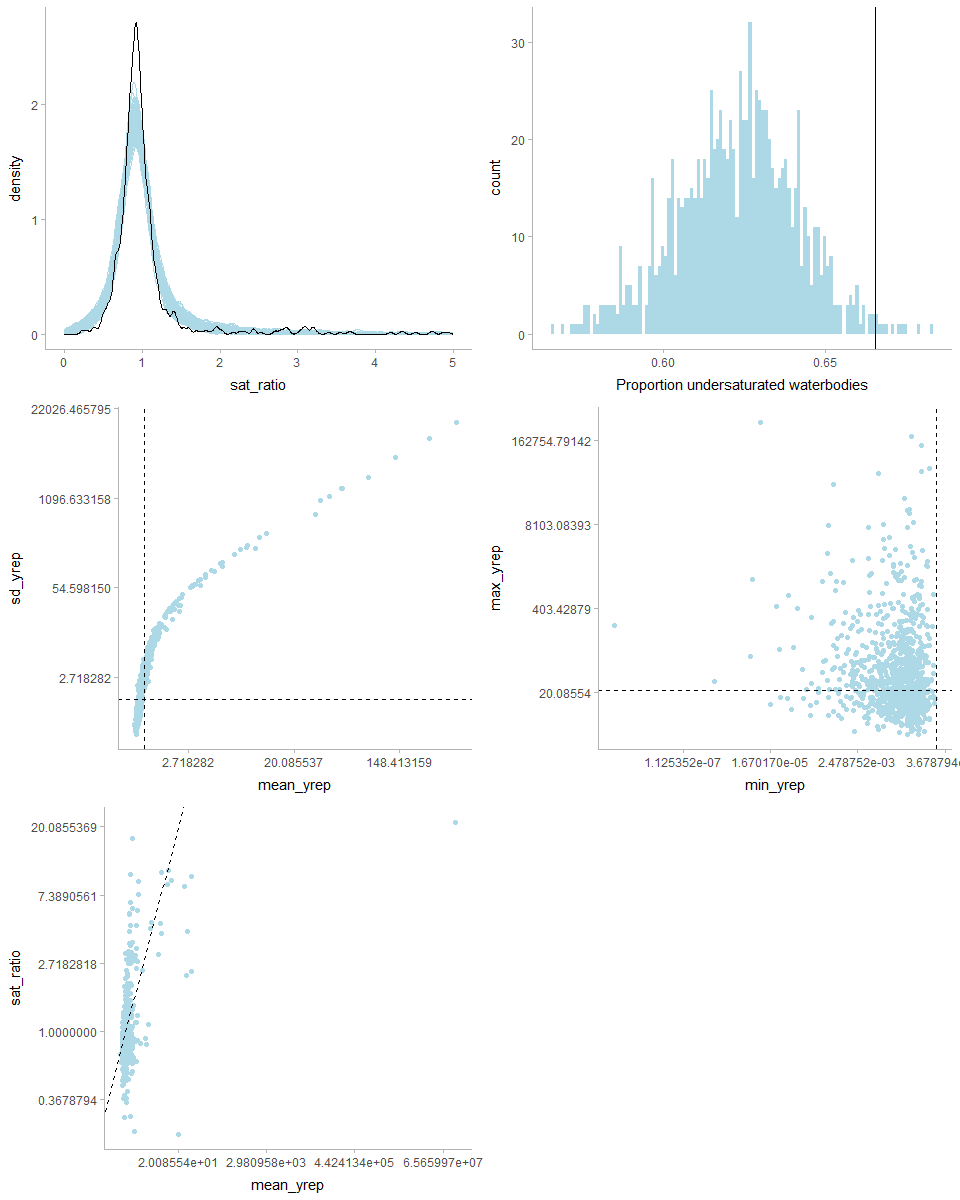 density
2
1
0
0
1
2
3
4
5
sat_ratio
count
30
20
10
0
0.60
0.65
Proportion undersaturated waterbodies
sd_yrep
22026.465795
1096.633158
54.598150
2.718282
2.718282
20.085537
148.413159
mean_yrep
max_yrep
162754.79142
8103.08393
403.42879
20.08554
1.125352e-07
1.670170e-05
2.478752e-03
3.678794e
min_yrep
sat_ratio
20.0855369
7.3890561
2.7182818
1.0000000
0.3678794
2.008554e+01
2.980958e+03
4.424134e+05
6.565997e+07
mean_yrep